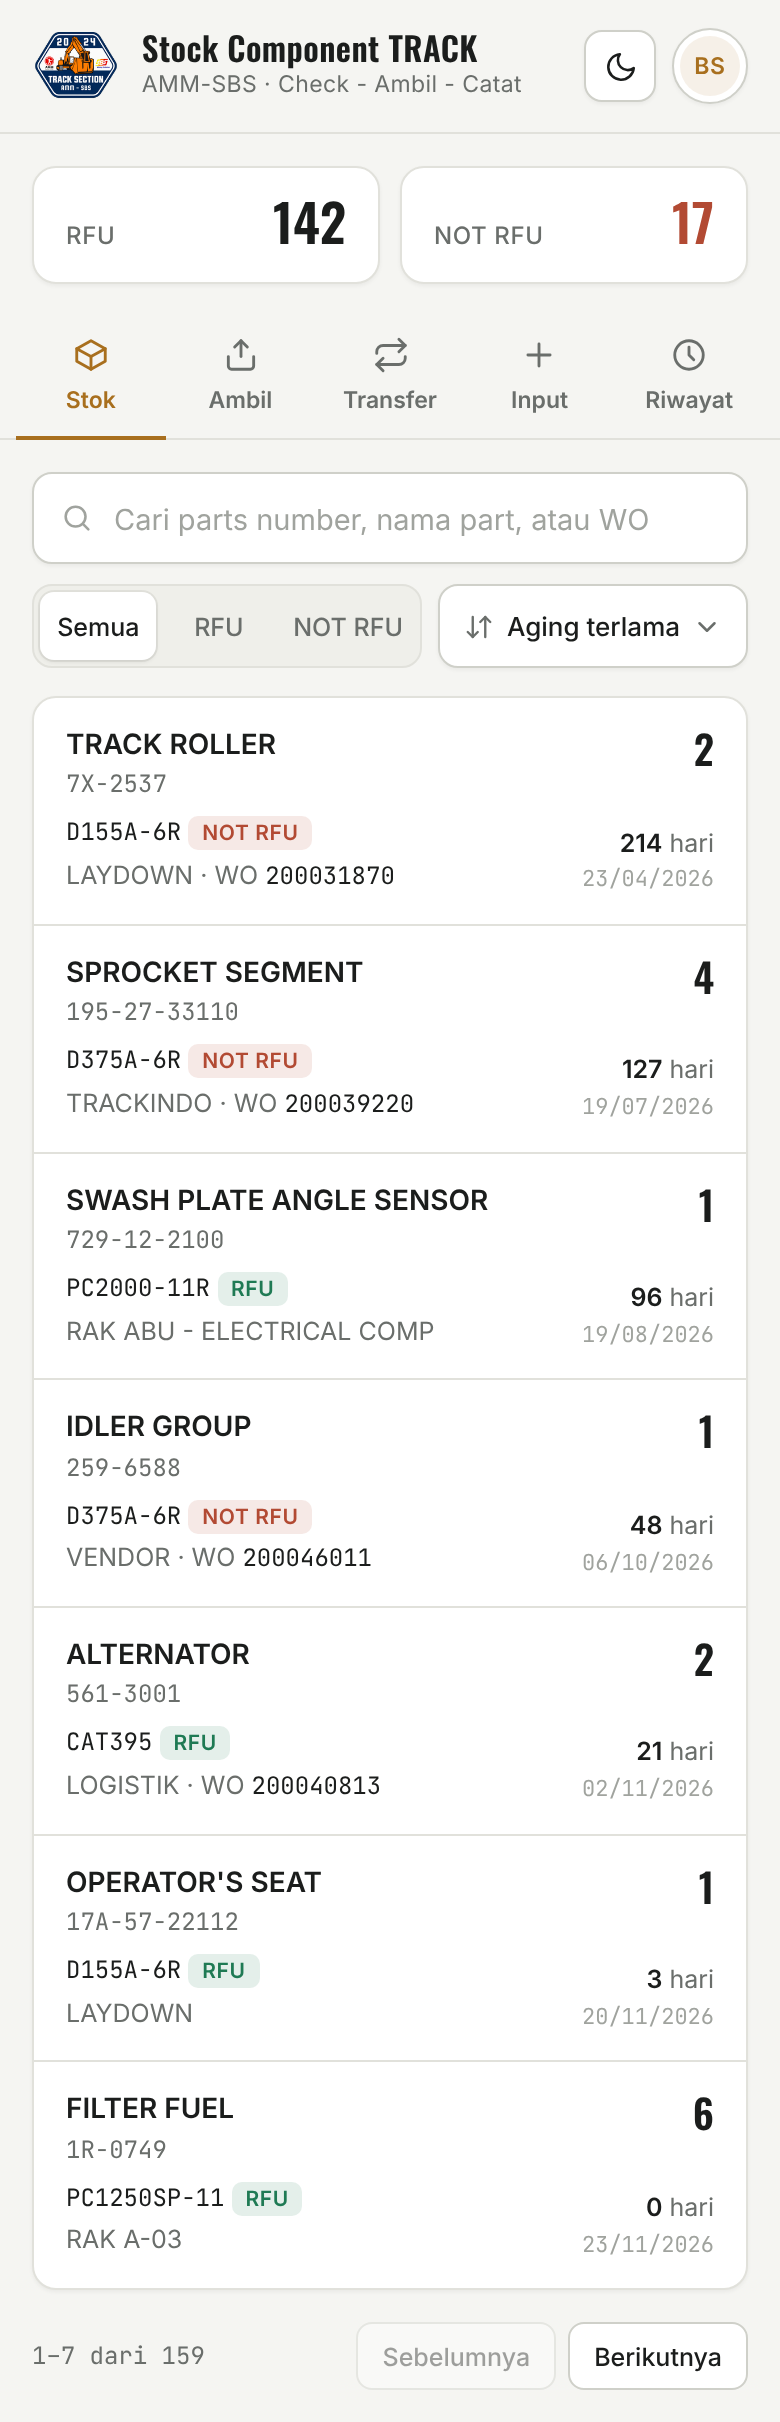 20 24
TRACK SECTION
AMM - SBS
Stock Component TRACK
AMM-SBS · Check - Ambil - Catat
BS
RFU 142
NOT RFU 17
Stok
Ambil
Transfer
Input
Riwayat
Cari parts number, nama part, atau WO
Semua
RFU
NOT RFU
Aging terlama
TRACK ROLLER 2
7X-2537
D155A-6R NOT RFU 214 hari
LAYDOWN · WO 200031870 23/04/2026
SPROCKET SEGMENT 4
195-27-33110
D375A-6R NOT RFU 127 hari
TRACKINDO · WO 200039220 19/07/2026
SWASH PLATE ANGLE SENSOR 1
729-12-2100
PC2000-11R RFU 96 hari
RAK ABU - ELECTRICAL COMP 19/08/2026
IDLER GROUP 1
259-6588
D375A-6R NOT RFU 48 hari
VENDOR · WO 200046011 06/10/2026
ALTERNATOR 2
561-3001
CAT395 RFU 21 hari
LOGISTIK · WO 200040813 02/11/2026
OPERATOR'S SEAT 1
17A-57-22112
D155A-6R RFU 3 hari
LAYDOWN 20/11/2026
FILTER FUEL 6
1R-0749
PC1250SP-11 RFU 0 hari
RAK A-03 23/11/2026
1–7 dari 159
Sebelumnya
Berikutnya